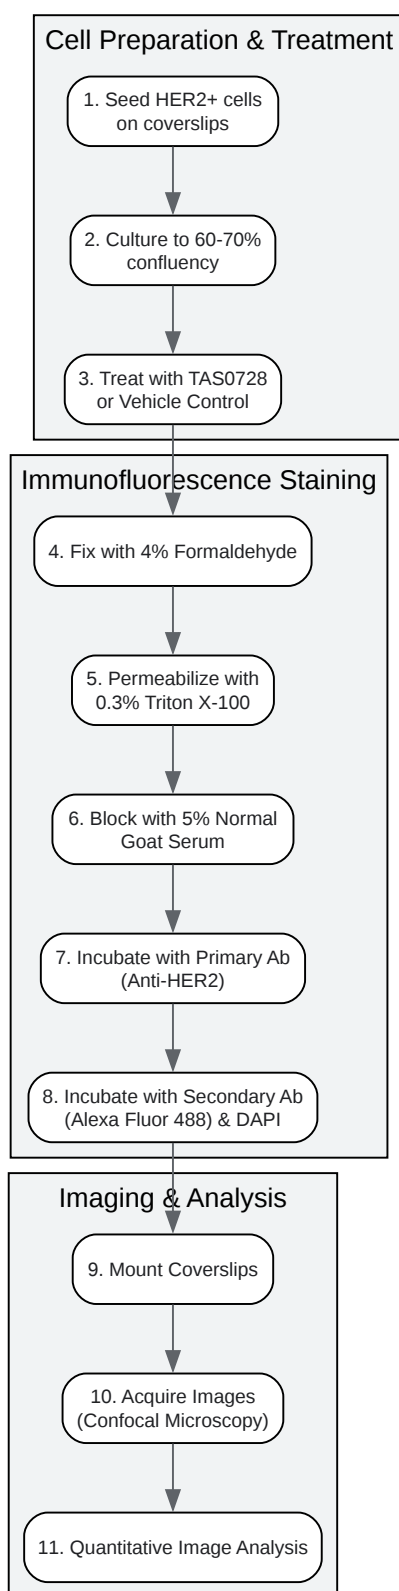 Cell Preparation & Treatment
1. Seed HER2+ cells
on coverslips
2. Culture to 60-70%
confluency
3. Treat with TAS0728
or Vehicle Control
Immunofluorescence Staining
4. Fix with 4% Formaldehyde
5. Permeabilize with
0.3% Triton X-100
6. Block with 5% Normal
Goat Serum
7. Incubate with Primary Ab
(Anti-HER2)
8. Incubate with Secondary Ab
(Alexa Fluor 488) & DAPI
Imaging & Analysis
9. Mount Coverslips
10. Acquire Images
(Confocal Microscopy)
11. Quantitative Image Analysis